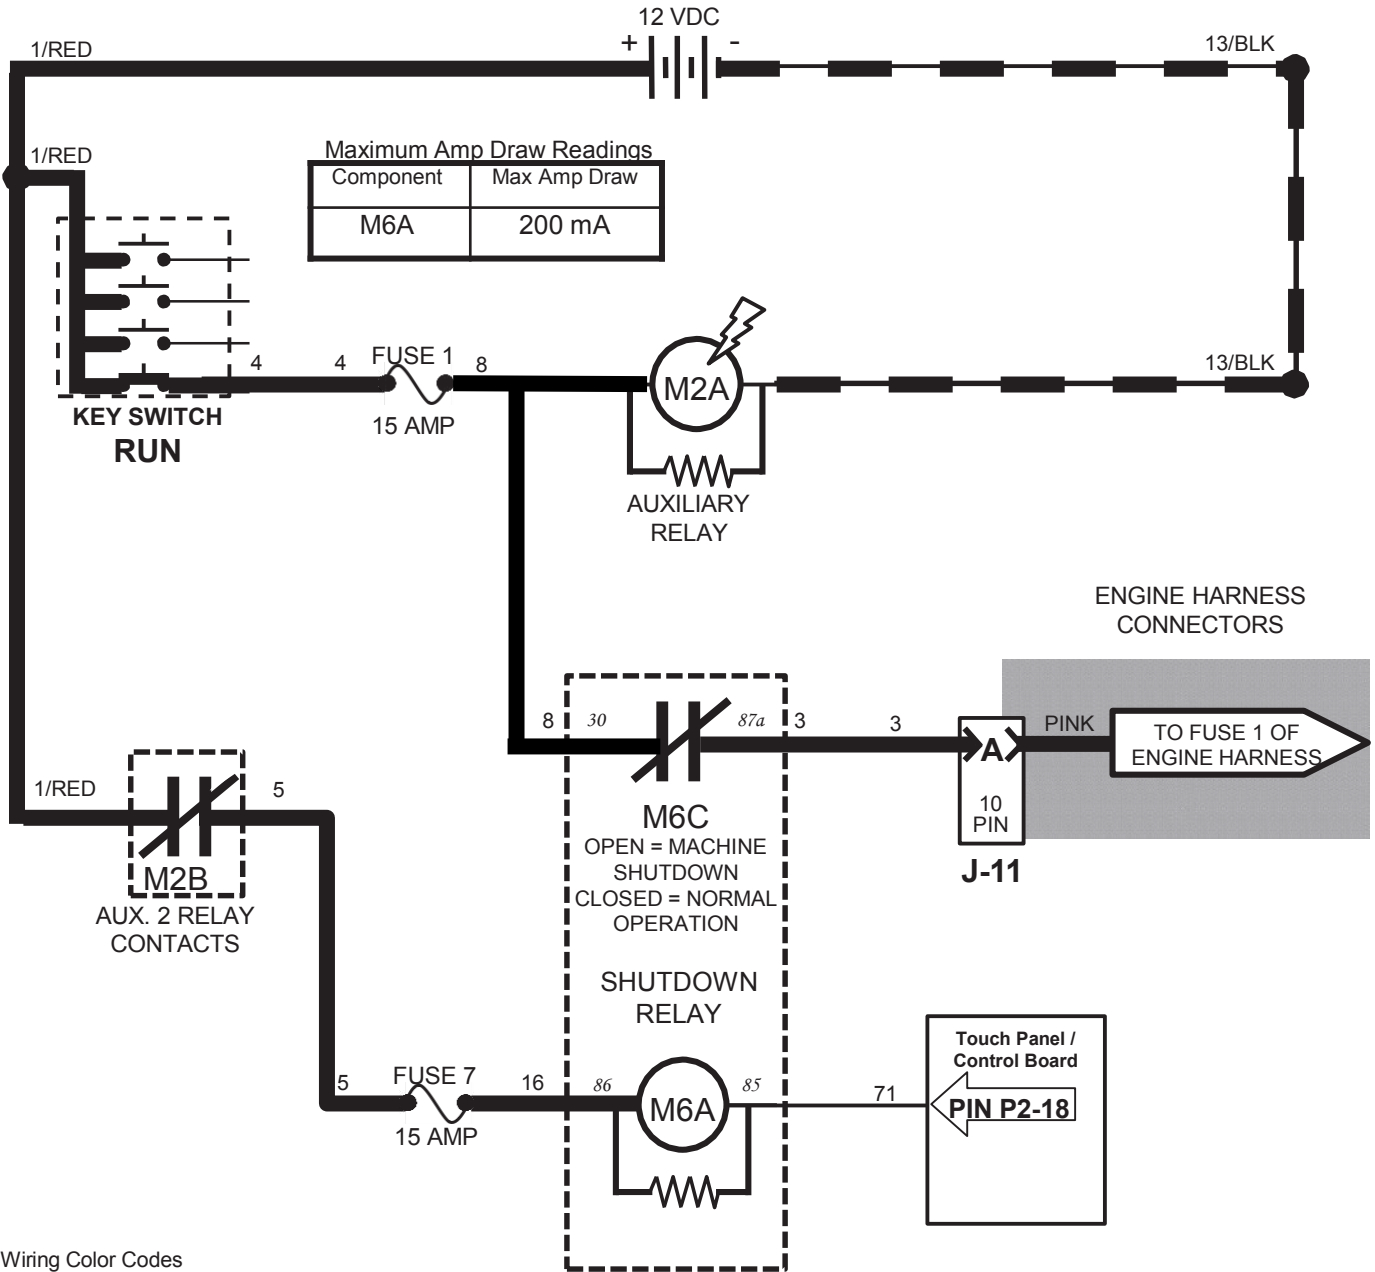 12 VDC
+ -
1/RED
13/BLK
1/RED
Maximum Amp Draw Readings
Component Max Amp Draw
M6A 200 mA
4 4 FUSE 1 8
13/BLK
M2A
KEY SWITCH
RUN
15 AMP
AUXILIARY
RELAY
ENGINE HARNESS
CONNECTORS
8 30 87a 3 3
PINK
TO FUSE 1 OF
ENGINE HARNESS
A
10
PIN
J-11
1/RED 5
M6C
OPEN = MACHINE
SHUTDOWN
CLOSED = NORMAL
OPERATION
M2B
AUX. 2 RELAY
CONTACTS
SHUTDOWN
RELAY
Touch Panel /
Control Board
PIN P2-18
5 FUSE 7 16 86 85 71
M6A
15 AMP
Wiring Color Codes